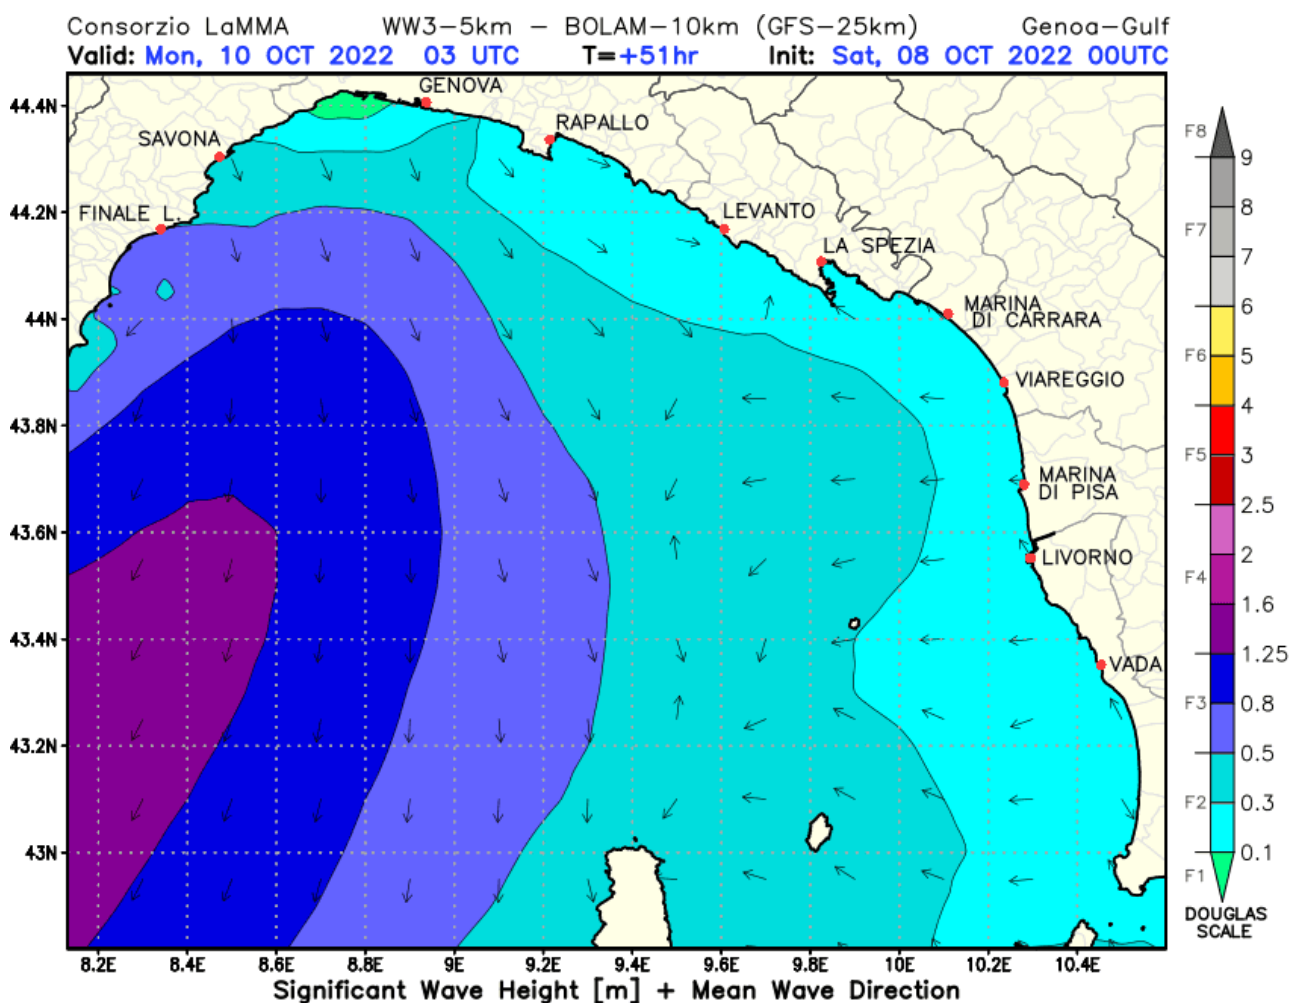 Consorzio LaMMA WW3-5km - BOLAM-10km (GFS-25km) Genoa-Gulf
Valid: Mon, 10 OCT 2022 03 UTC T=+51hr Init: Sat, 08 OCT 2022 00UTC
44.4N
44.2N
44N
43.8N
43.6N
43.4N
43.2N
43N
GENOVA
SAVONA
RAPALLO
FINALE L.
LEVANTO
LA SPEZIA
MARINA
DI CARRARA
VIAREGGIO
MARINA
DI PISA
LIVORNO
VADA
8.2E 8.4E 8.6E 8.8E 9E 9.2E 9.4E 9.6E 9.8E 10E 10.2E 10.4E
Significant Wave Height [m] + Mean Wave Direction
F8
9
8
F7
7
6
F6
5
4
F5
3
2.5
2
F4
1.6
1.25
F3
0.8
0.5
F2
0.3
0.1
F1
DOUGLAS
SCALE